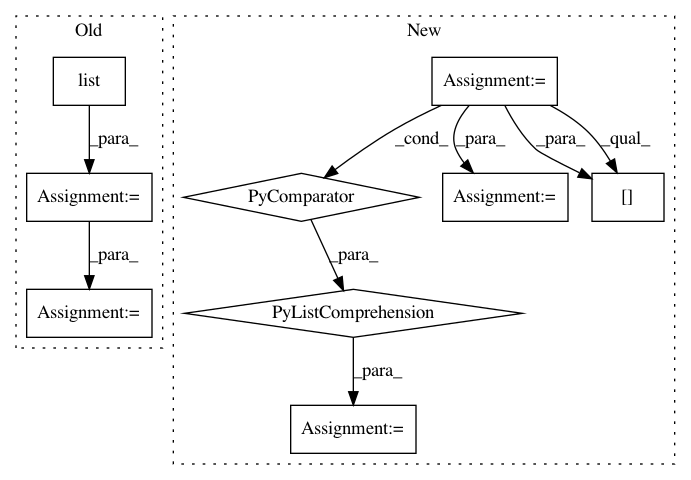 Old
New
list
Assignment:=
_para_
_cond_
_para_
_para_
_qual_
Assignment:=
PyComparator
Assignment:=
[]
_para_
_para_
Assignment:=
PyListComprehension
_para_
Assignment:=